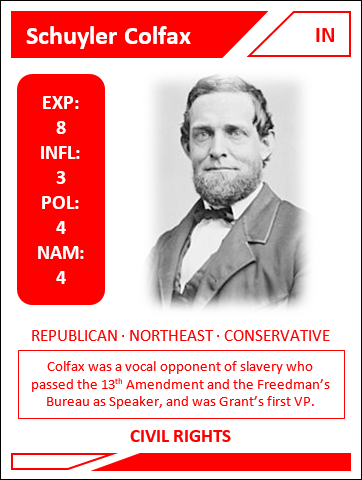 Schuyler Colfax
IN
EXP:
8
INFL:
3
POL:
4
NAM:
4
REPUBLICAN · NORTHEAST · CONSERVATIVE
Colfax was a vocal opponent of slavery who
passed the 13th Amendment and the Freedman's
Bureau as Speaker, and was Grant's first VP.
CIVIL RIGHTS